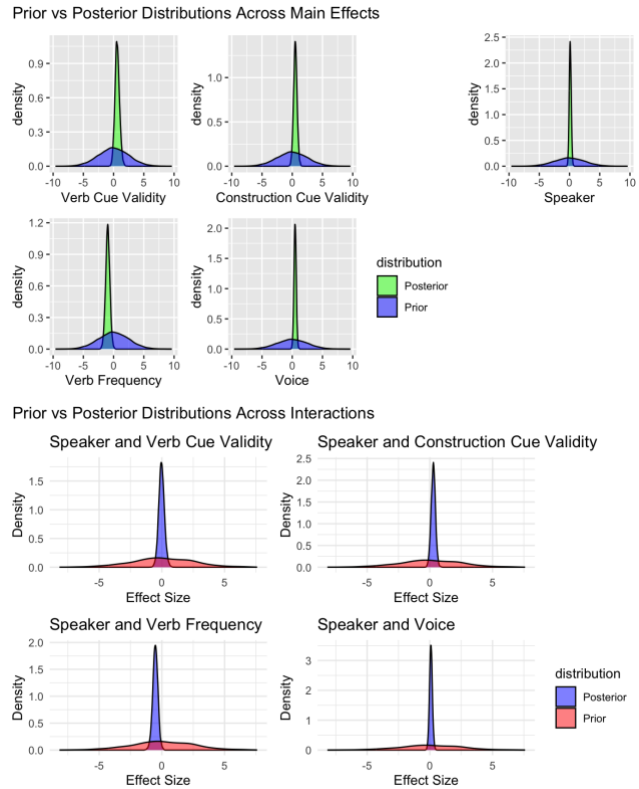 Prior vs Posterior Distributions Across Main Effects
density
0.9
0.6
0.3
0.0
-10 -5 0 5 10
Verb Cue Validity
density
1.0
0.5
0.0
-10 -5 0 5 10
Construction Cue Validity
density
2.5
2.0
1.5
1.0
0.5
0.0
-10 -5 0 5 10
Speaker
density
1.2
0.9
0.6
0.3
0.0
-10 -5 0 5 10
Verb Frequency
density
2.0
1.5
1.0
0.5
0.0
-10 -5 0 5 10
Voice
distribution
Posterior
Prior
Prior vs Posterior Distributions Across Interactions
Speaker and Verb Cue Validity
Density
1.5
1.0
0.5
0.0
-5 0 5
Effect Size
Speaker and Construction Cue Validity
Density
2.5
2.0
1.5
1.0
0.5
0.0
-5 0 5
Effect Size
Speaker and Verb Frequency
Density
2.0
1.5
1.0
0.5
0.0
-5 0 5
Effect Size
Speaker and Voice
Density
3
2
1
0
-5 0 5
Effect Size
distribution
Posterior
Prior